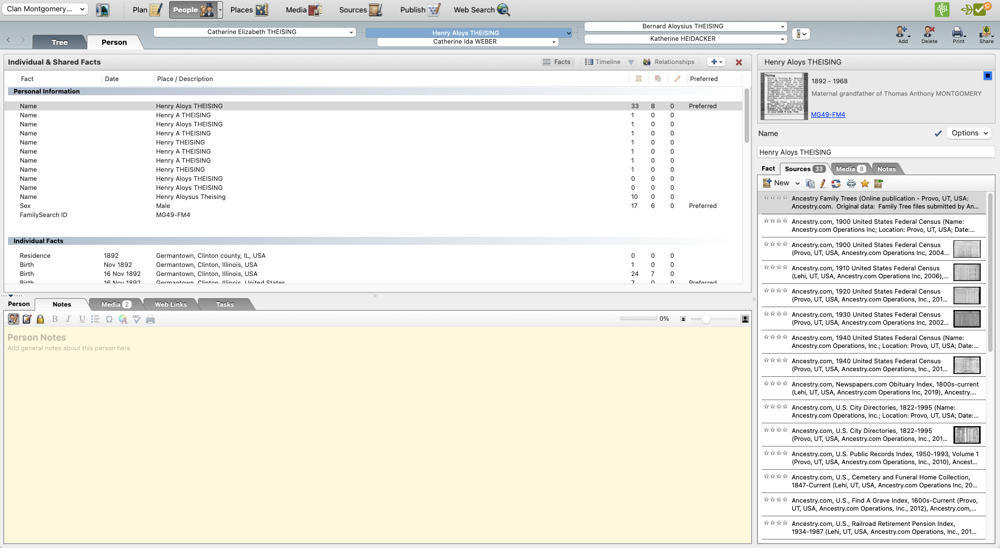 Clan Montgomery...
Plan
People
Places
Media
Sources
Publish
Web Search
Tree
Person
Catherine Elizabeth THEISING
Henry Aloys THEISING
Catherine Ida WEBER
Bernard Aloysius THEISING
Katherine HEIDACKER
Add
Delete
Print
Share
Individual & Shared Facts
Facts
Timeline
Relationships
Fact Date Place / Description Preferred
Personal Information
Name Henry Aloys THEISING 33 8 0 Preferred
Name Henry A THEISING 1 0 0
Name Henry Aloys THEISING 1 0 0
Name Henry A THEISING 1 0 0
Name Henry THEISING 1 0 0
Name Henry A THEISING 1 0 0
Name Henry A THEISING 1 0 0
Name Henry THEISING 1 0 0
Name Henry Aloys THEISING 0 0 0
Name Henry Aloys THEISING 0 0 0
Name Henry Aloysus Theising 10 0 0
Sex Male 17 6 0 Preferred
FamilySearch ID MG49-FM4
Individual Facts
Residence 1892 Germantown, Clinton county, IL, USA 0 0 0
Birth Nov 1892 Germantown, Clinton, Illinois, USA 1 0 0
Birth 16 Nov 1892 Germantown, Clinton, Illinois, USA 24 7 0
Birth 16 Nov 1892 Germantown, Clinton, Illinois, United States 7 0 0 Preferred
Person
Notes
Media 2
Web Links
Tasks
B I U
Ω
A
ABC
0%
Person Notes
Add general notes about this person here
Henry Aloys THEISING
Theising
1892 - 1968
Maternal grandfather of Thomas Anthony MONTGOMERY
MG49-FM4
Name
Options
Henry Aloys THEISING
Fact
Sources 33
Media 8
Notes
New
Ancestry Family Trees (Online publication - Provo, UT, USA:
Ancestry.com. Original data: Family Tree files submitted by An...
Ancestry.com, 1900 United States Federal Census (Name:
Ancestry.com Operations Inc; Location: Provo, UT, USA; Date:...
Ancestry.com, 1900 United States Federal Census
(Provo, UT, USA, Ancestry.com Operations Inc, 2004...
Ancestry.com, 1910 United States Federal Census
(Lehi, UT, USA, Ancestry.com Operations Inc, 2006),...
Ancestry.com, 1920 United States Federal Census
(Provo, UT, USA, Ancestry.com Operations, Inc., 201...
Ancestry.com, 1930 United States Federal Census
(Provo, UT, USA, Ancestry.com Operations Inc, 2002...
Ancestry.com, 1940 United States Federal Census (Name:
Ancestry.com Operations, Inc.; Location: Provo, UT, USA; Date:...
Ancestry.com, 1940 United States Federal Census
(Provo, UT, USA, Ancestry.com Operations, Inc., 201...
Ancestry.com, Newspapers.com Obituary Index, 1800s-current
(Lehi, UT, USA, Ancestry.com Operations Inc, 2019), Ancestry....
Ancestry.com, U.S. City Directories, 1822-1995 (Name:
Ancestry.com Operations, Inc.; Location: Provo, UT, USA; Date:...
Ancestry.com, U.S. City Directories, 1822-1995
(Provo, UT, USA, Ancestry.com Operations, Inc., 201...
Ancestry.com, U.S. Public Records Index, 1950-1993, Volume 1
(Provo, UT, USA, Ancestry.com Operations, Inc., 2010), Ancest...
Ancestry.com, U.S., Cemetery and Funeral Home Collection,
1847-Current (Lehi, UT, USA, Ancestry.com Operations Inc, 20...
Ancestry.com, U.S., Find A Grave Index, 1600s-Current (Provo,
UT, USA, Ancestry.com Operations, Inc., 2012), Ancestry.com,...
Ancestry.com, U.S., Railroad Retirement Pension Index,
1934-1987 (Lehi, UT, USA, Ancestry.com Operations, Inc., 201...